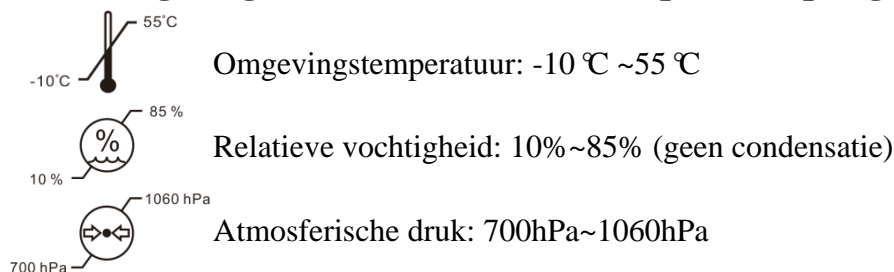 55°C
-10°C
Omgevingstemperatuur: -10 ℃ ~55 ℃
85 %
%
10 %
Relatieve vochtigheid: 10%~85% (geen condensatie)
1060 hPa
700 hPa
Atmosferische druk: 700hPa~1060hPa